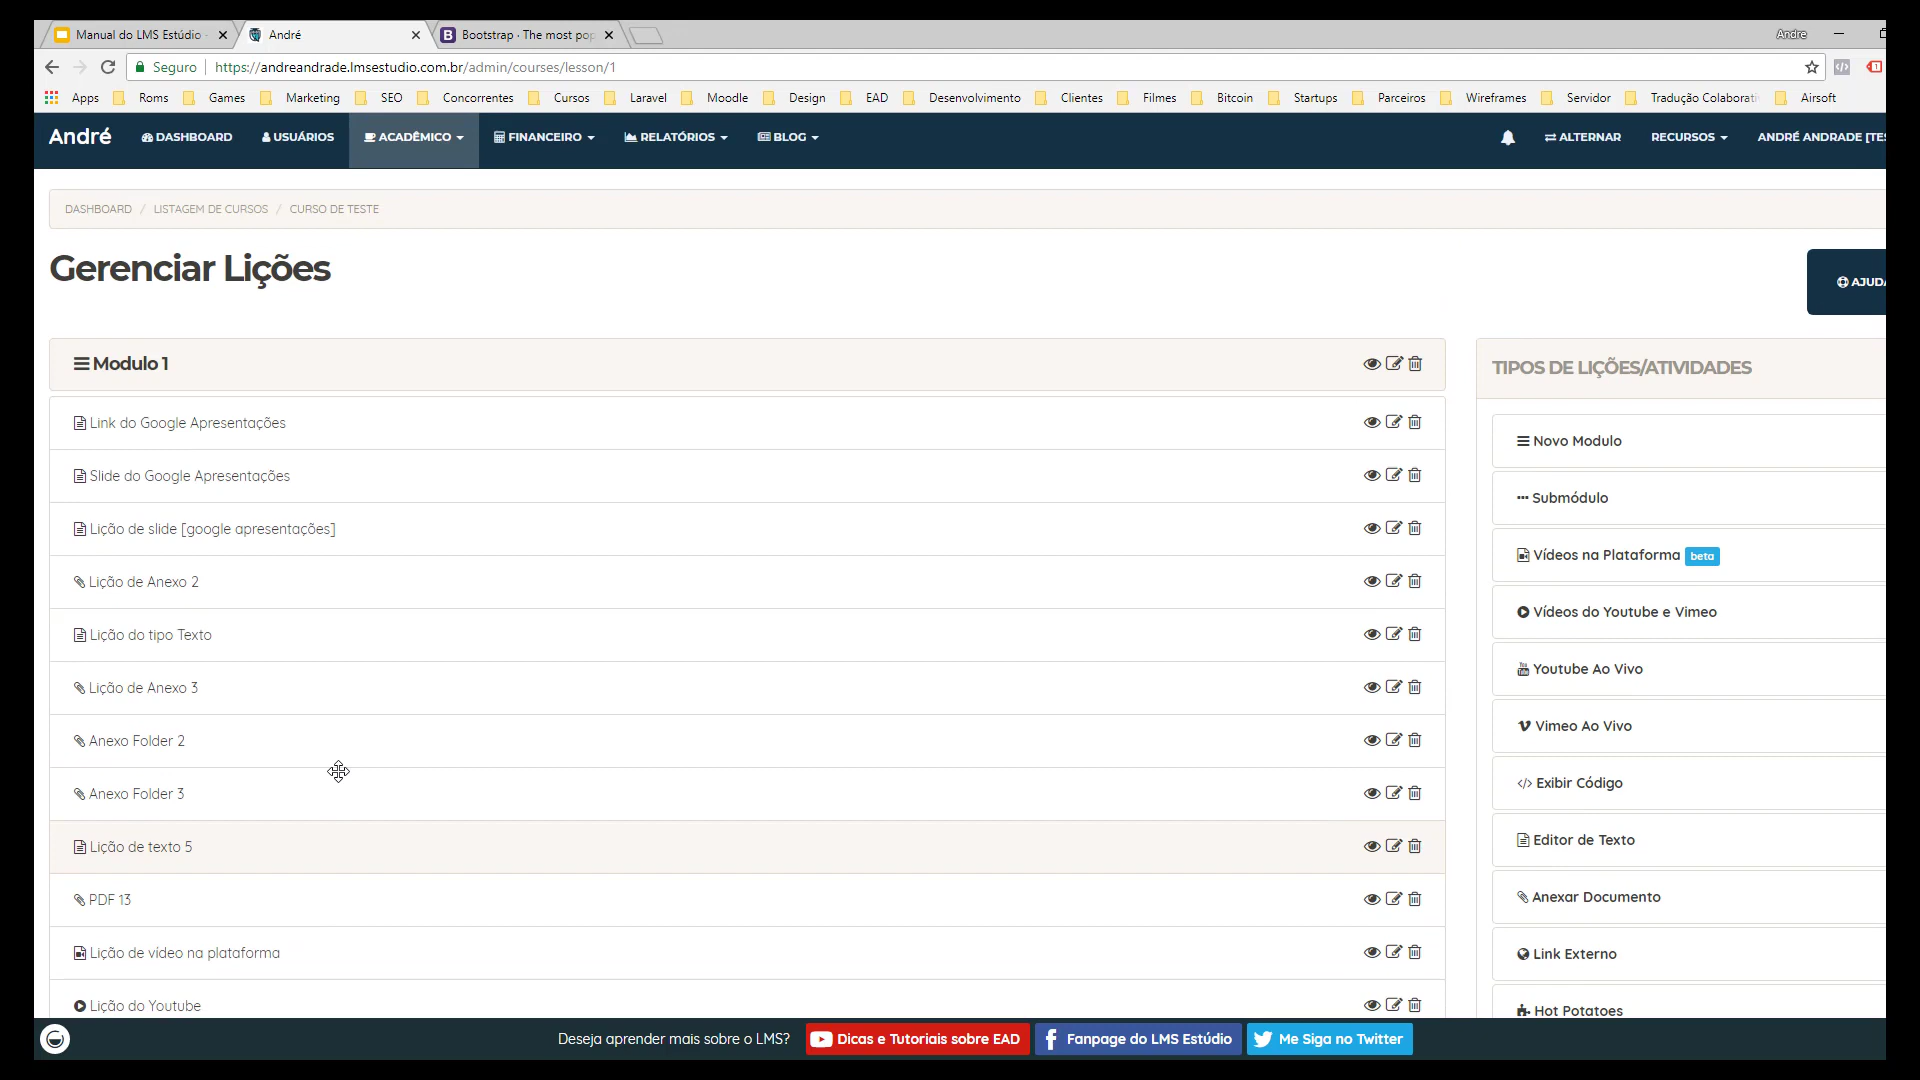 Manual do LMS Estúdio -
André
Bootstrap · The most pop
Andre
Seguro
https://andreandrade.lmsestudio.com.br/admin/courses/lesson/1
Apps Roms Games Marketing SEO Concorrentes Cursos Laravel Moodle Design EAD Desenvolvimento Clientes Filmes Bitcoin Startups Parceiros Wireframes Servidor Tradução Colaborati Airsoft
André DASHBOARD USUÁRIOS ACADÊMICO FINANCEIRO RELATÓRIOS BLOG ALTERNAR RECURSOS ANDRÉ ANDRADE [TES
DASHBOARD / LISTAGEM DE CURSOS / CURSO DE TESTE
Gerenciar Lições
AJUDA
Modulo 1
Link do Google Apresentações
Slide do Google Apresentações
Lição de slide [google apresentações]
Lição de Anexo 2
Lição do tipo Texto
Lição de Anexo 3
Anexo Folder 2
Anexo Folder 3
Lição de texto 5
PDF 13
Lição de vídeo na plataforma
Lição do Youtube
TIPOS DE LIÇÕES/ATIVIDADES
Novo Modulo
Submódulo
Vídeos na Plataforma beta
Vídeos do Youtube e Vimeo
Youtube Ao Vivo
Vimeo Ao Vivo
Exibir Código
Editor de Texto
Anexar Documento
Link Externo
Hot Potatoes
Deseja aprender mais sobre o LMS? Dicas e Tutoriais sobre EAD Fanpage do LMS Estúdio Me Siga no Twitter